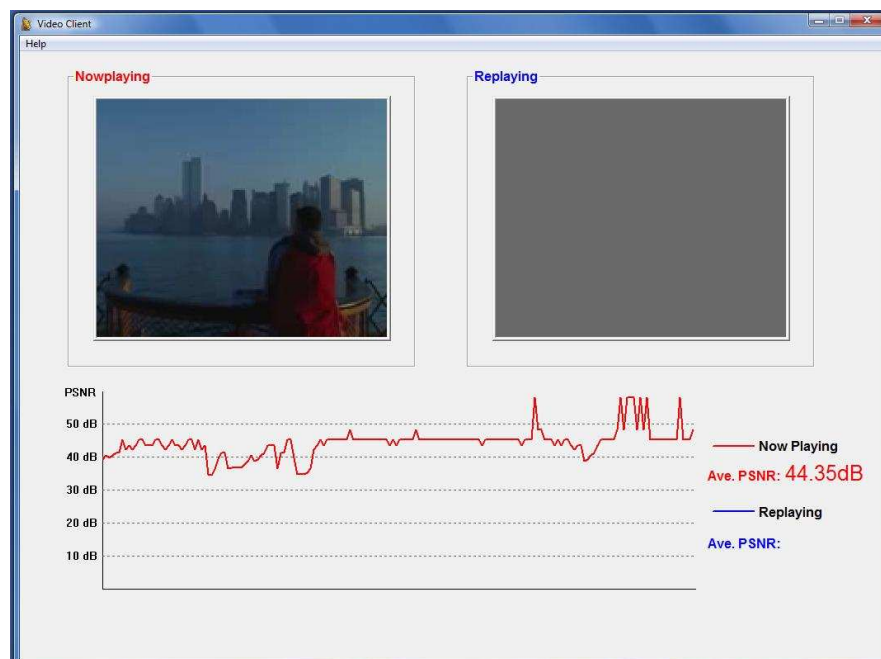 Video Client
Help
Nowplaying
Replaying
PSNR
50 dB
40 dB
30 dB
20 dB
10 dB
Now Playing
Ave. PSNR: 44.35dB
Replaying
Ave. PSNR: